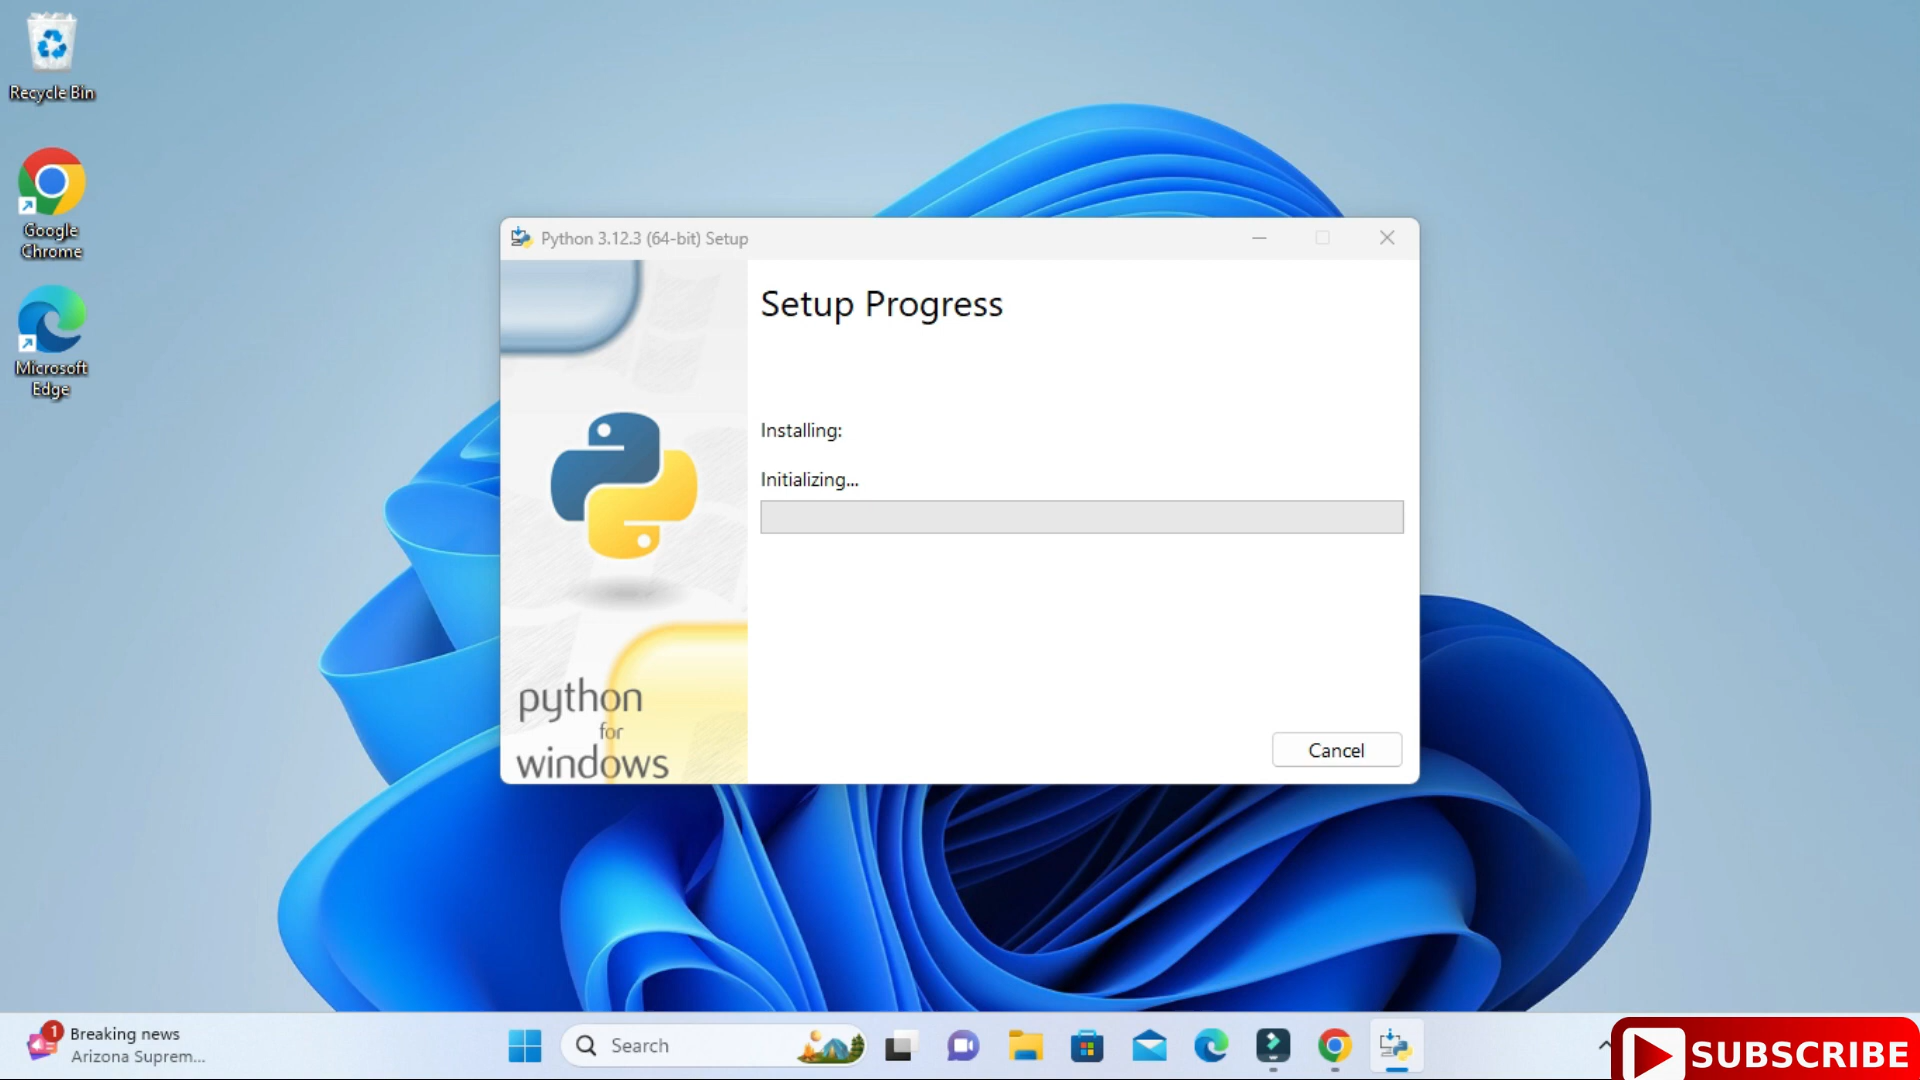 Recycle Bin
Google
Chrome
Microsoft
Edge
Python 3.12.3 (64-bit) Setup
Setup Progress
Installing:
Initializing...
python
for
windows
Cancel
1
Breaking news
Arizona Suprem...
Search
SUBSCRIBE